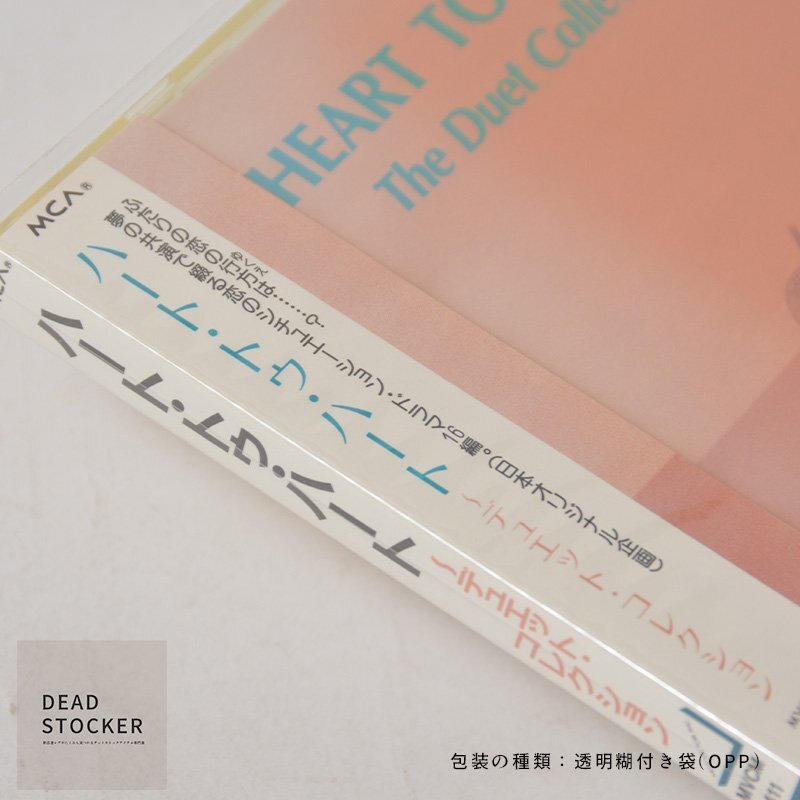 HEART TO
The Duet Colle
MCA®
ふたりの恋の行方は……?
ゆくえ
夢の共演で綴る恋のシチュエーション・ドラマ16編。(日本オリジナル企画)
ハート・トゥ・ハート
~デュエット・コレクション
ハート・トゥ・ハート
~デュエット・
コレクション
DEAD
STOCKER
包装の種類:透明糊付き袋(OPP)